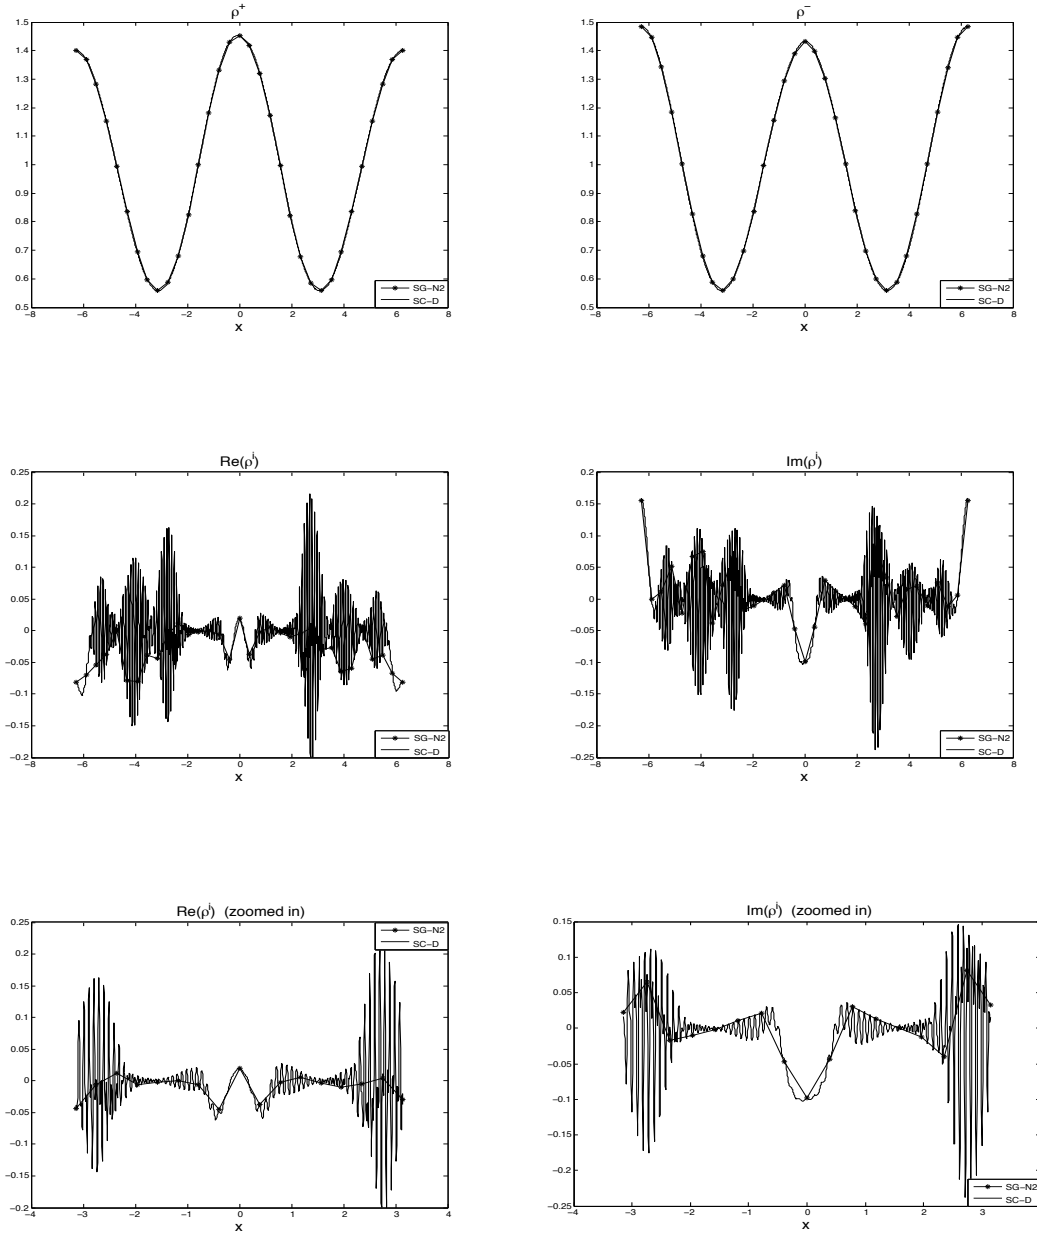 ρ⁺
1.5
1.4
1.3
1.2
1.1
1
0.9
0.8
0.7
0.6
0.5
−8 −6 −4 −2 0 2 4 6 8
x
SG−N2
SC−D
ρ⁻
1.5
1.4
1.3
1.2
1.1
1
0.9
0.8
0.7
0.6
0.5
−8 −6 −4 −2 0 2 4 6 8
x
SG−N2
SC−D
Re(ρⁱ)
0.25
0.2
0.15
0.1
0.05
0
−0.05
−0.1
−0.15
−0.2
−8 −6 −4 −2 0 2 4 6 8
x
SG−N2
SC−D
Im(ρⁱ)
0.2
0.15
0.1
0.05
0
−0.05
−0.1
−0.15
−0.2
−0.25
−8 −6 −4 −2 0 2 4 6 8
x
SG−N2
SC−D
Re(ρⁱ) (zoomed in)
0.25
0.2
0.15
0.1
0.05
0
−0.05
−0.1
−0.15
−0.2
−4 −3 −2 −1 0 1 2 3 4
x
SG−N2
SC−D
Im(ρⁱ) (zoomed in)
0.15
0.1
0.05
0
−0.05
−0.1
−0.15
−0.2
−0.25
−4 −3 −2 −1 0 1 2 3
x
SG−N2
SC−D